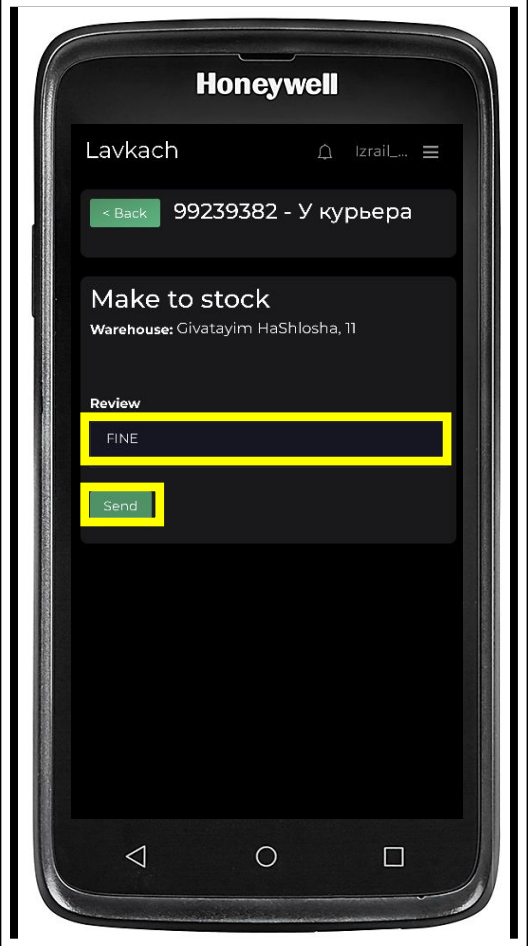 Honeywell
Lavkach Izrail_...
< Back 99239382 - У курьера
Make to stock
Warehouse: Givatayim HaShlosha, 11
Review
FINE
Send